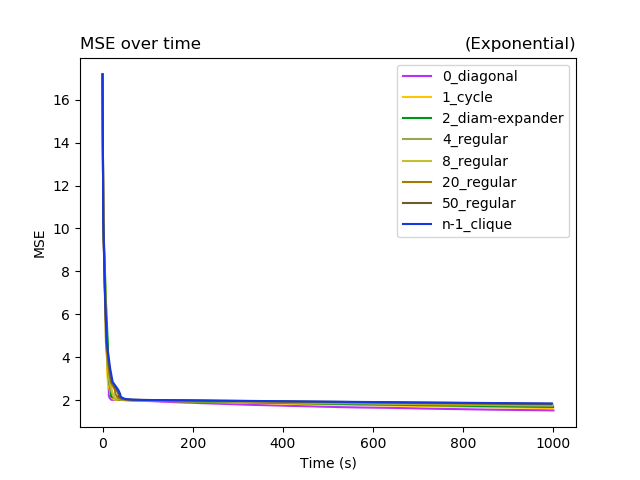 MSE over time (Exponential)
0_diagonal
1_cycle
2_diam-expander
4_regular
8_regular
20_regular
50_regular
n-1_clique
MSE
16
14
12
10
8
6
4
2
0 200 400 600 800 1000
Time (s)